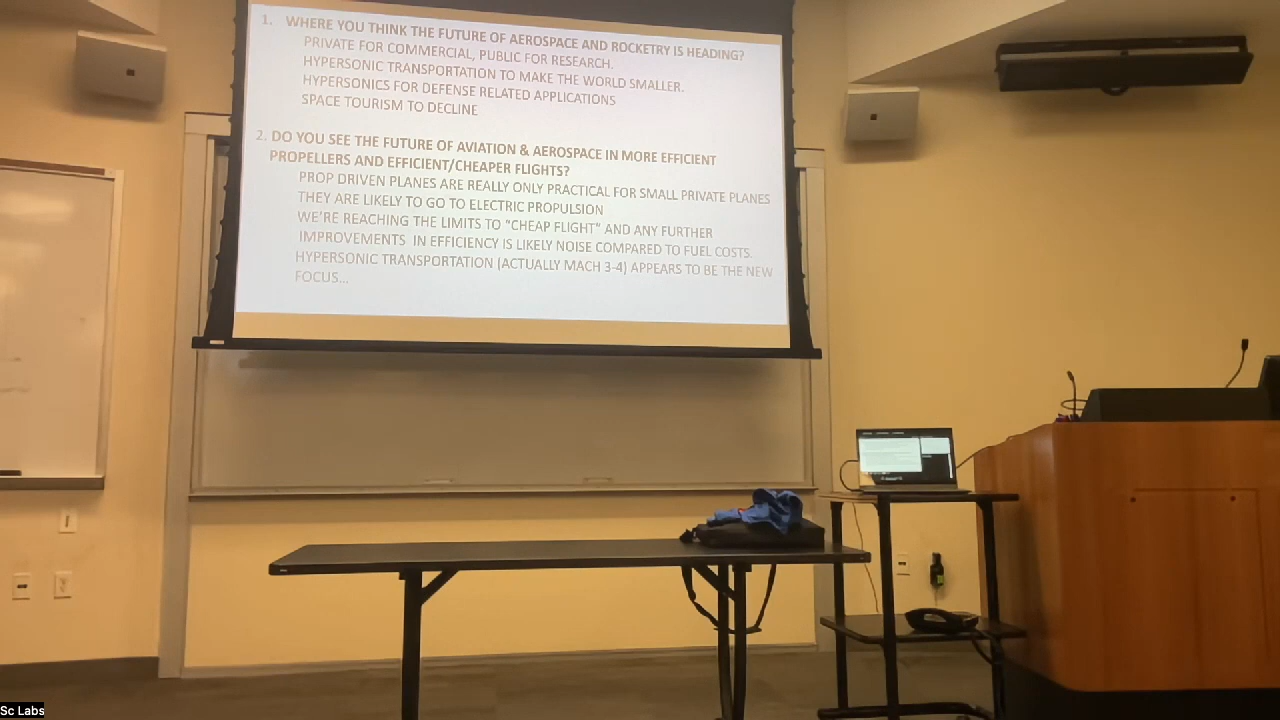 1. WHERE YOU THINK THE FUTURE OF AEROSPACE AND ROCKETRY IS HEADING?
PRIVATE FOR COMMERCIAL, PUBLIC FOR RESEARCH.
HYPERSONIC TRANSPORTATION TO MAKE THE WORLD SMALLER.
HYPERSONICS FOR DEFENSE RELATED APPLICATIONS
SPACE TOURISM TO DECLINE
2. DO YOU SEE THE FUTURE OF AVIATION & AEROSPACE IN MORE EFFICIENT
PROPELLERS AND EFFICIENT/CHEAPER FLIGHTS?
PROP DRIVEN PLANES ARE REALLY ONLY PRACTICAL FOR SMALL PRIVATE PLANES
THEY ARE LIKELY TO GO TO ELECTRIC PROPULSION
WE'RE REACHING THE LIMITS TO "CHEAP FLIGHT" AND ANY FURTHER
IMPROVEMENTS IN EFFICIENCY IS LIKELY NOISE COMPARED TO FUEL COSTS.
HYPERSONIC TRANSPORTATION (ACTUALLY MACH 3-4) APPEARS TO BE THE NEW
FOCUS...
Sc Labs